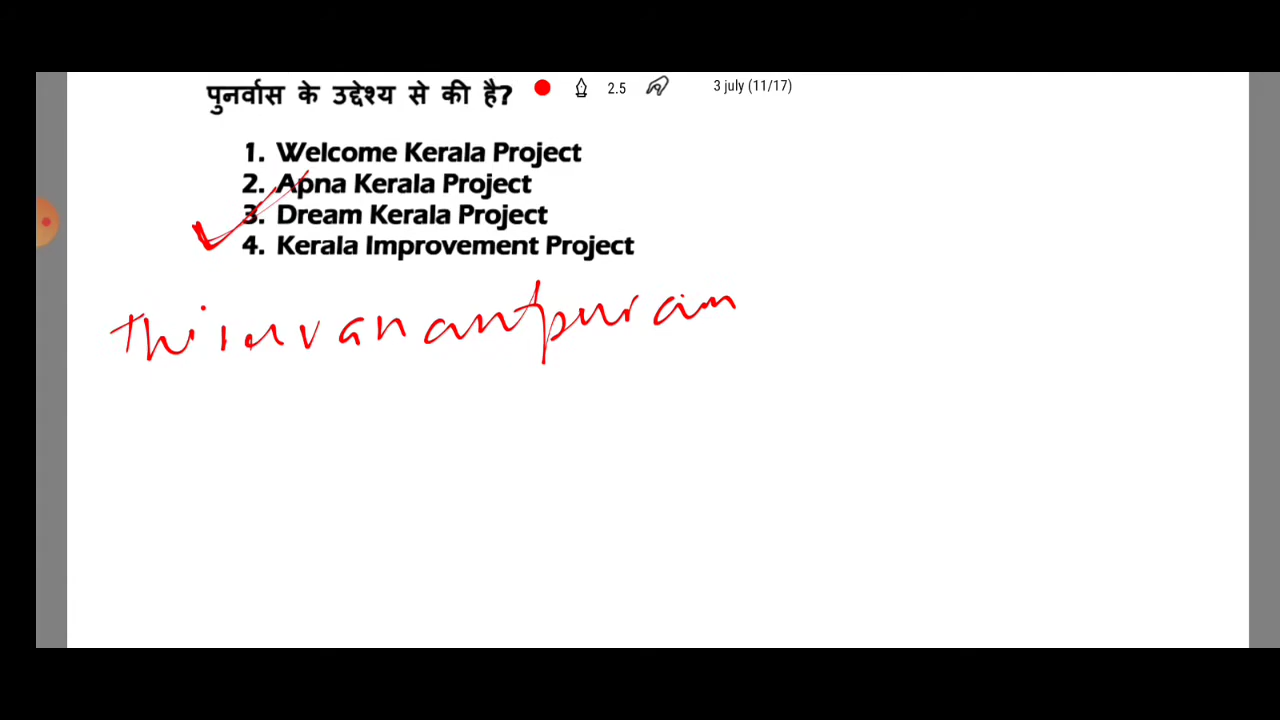 पुनर्वास के उद्देश्य से की है? 2.5 3 july (11/17)
1. Welcome Kerala Project
2. Apna Kerala Project
3. Dream Kerala Project
4. Kerala Improvement Project
Thiruvanantpuram